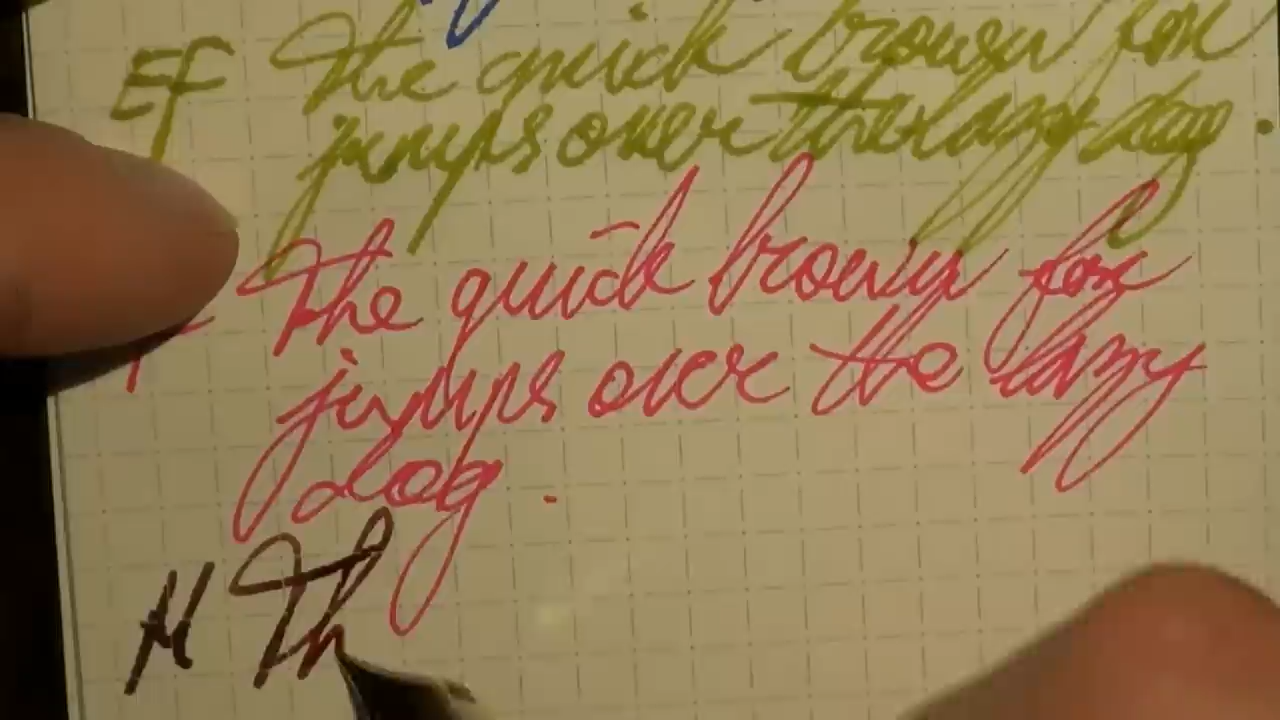 EF The quick brown fox
jumps over the lazy dog.
F The quick brown fox
jumps over the lazy
dog.
M Th